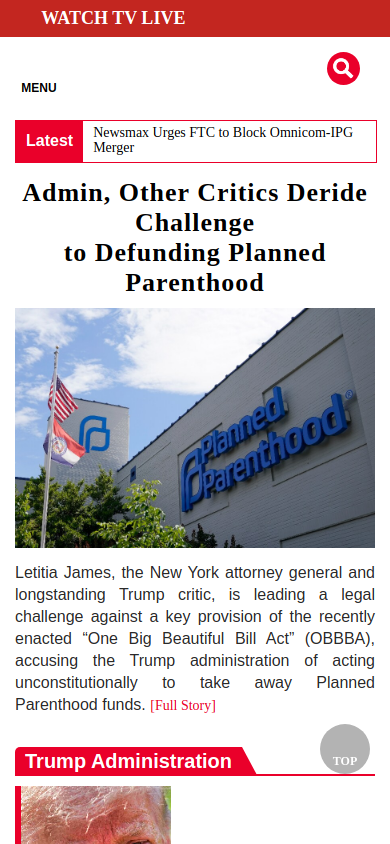 WATCH TV LIVE
MENU
Latest
Newsmax Urges FTC to Block Omnicom-IPG
Merger
Admin, Other Critics Deride
Challenge
to Defunding Planned
Parenthood
Planned
Parenthood®
Letitia James, the New York attorney general and
longstanding Trump critic, is leading a legal
challenge against a key provision of the recently
enacted “One Big Beautiful Bill Act” (OBBBA),
accusing the Trump administration of acting
unconstitutionally to take away Planned
Parenthood funds. [Full Story]
TOP
Trump Administration